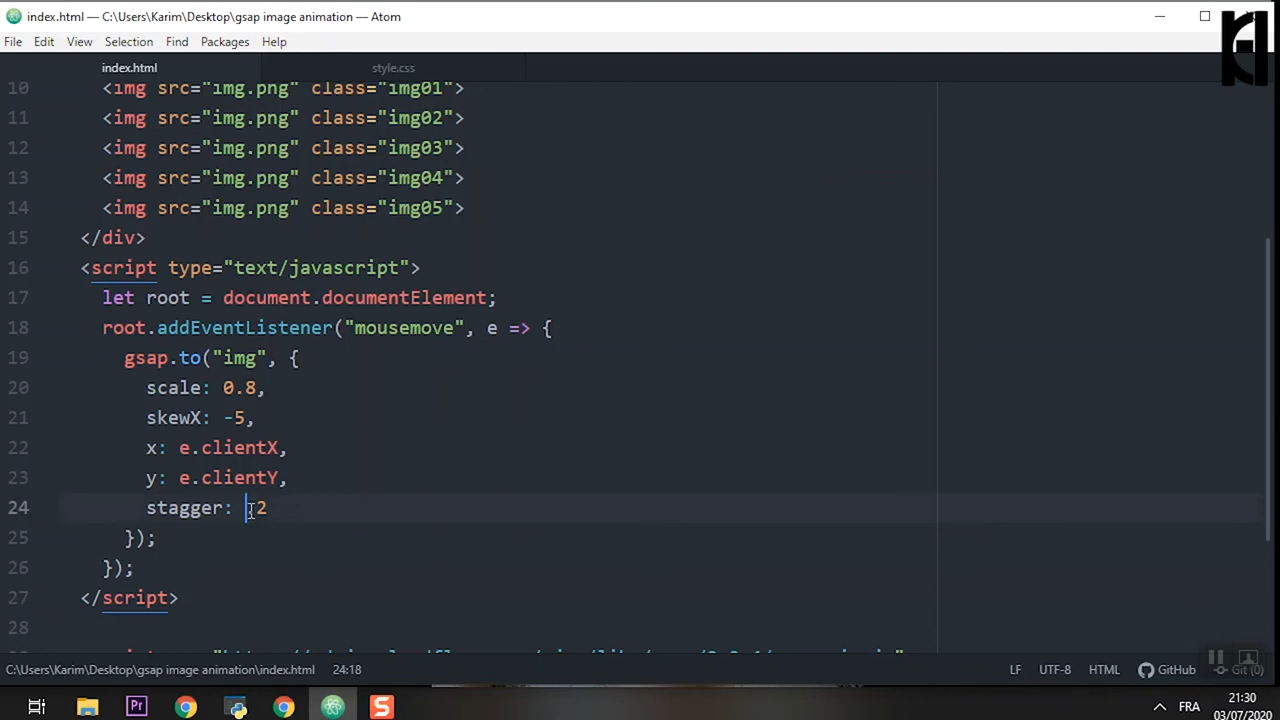 index.html — C:\Users\Karim\Desktop\gsap image animation — Atom
File Edit View Selection Find Packages Help
index.html style.css
10 <img src="img.png" class="img01">
11 <img src="img.png" class="img02">
12 <img src="img.png" class="img03">
13 <img src="img.png" class="img04">
14 <img src="img.png" class="img05">
15 </div>
16 <script type="text/javascript">
17 let root = document.documentElement;
18 root.addEventListener("mousemove", e => {
19 gsap.to("img", {
20 scale: 0.8,
21 skewX: -5,
22 x: e.clientX,
23 y: e.clientY,
24 stagger: .2
25 });
26 });
27 </script>
28
C:\Users\Karim\Desktop\gsap image animation\index.html 24:18 LF UTF-8 HTML GitHub Git (0)
21:30
FRA
03/07/2020